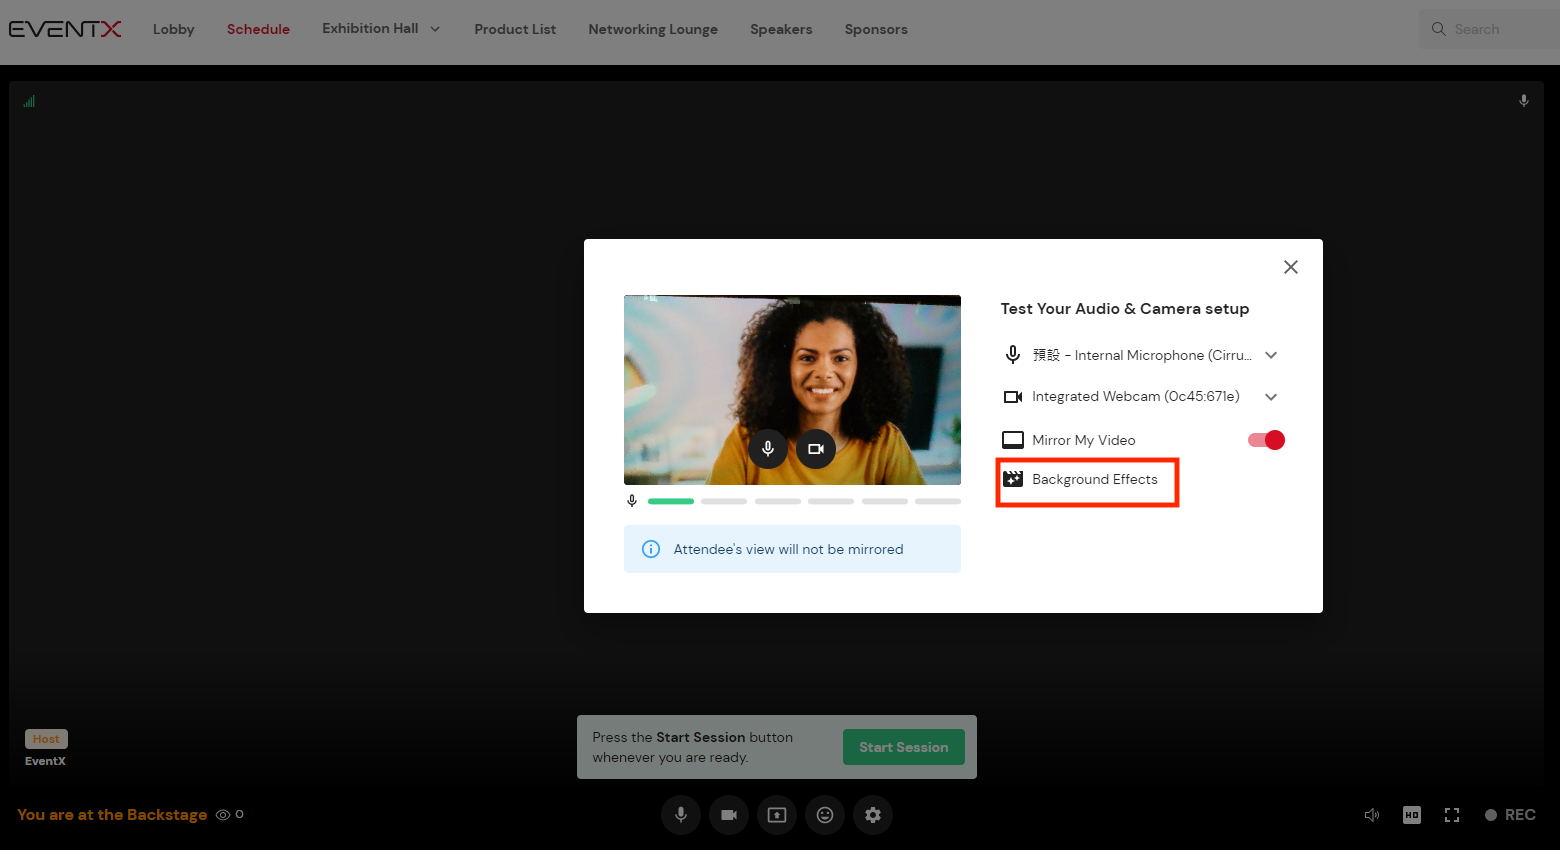 EVENTX
Lobby
Schedule
Exhibition Hall
Product List
Networking Lounge
Speakers
Sponsors
Search
Test Your Audio & Camera setup
預設 - Internal Microphone (Cirru...
Integrated Webcam (0c45:671e)
Mirror My Video
Background Effects
Attendee's view will not be mirrored
Host
EventX
Press the Start Session button
whenever you are ready.
Start Session
You are at the Backstage
0
HD
REC